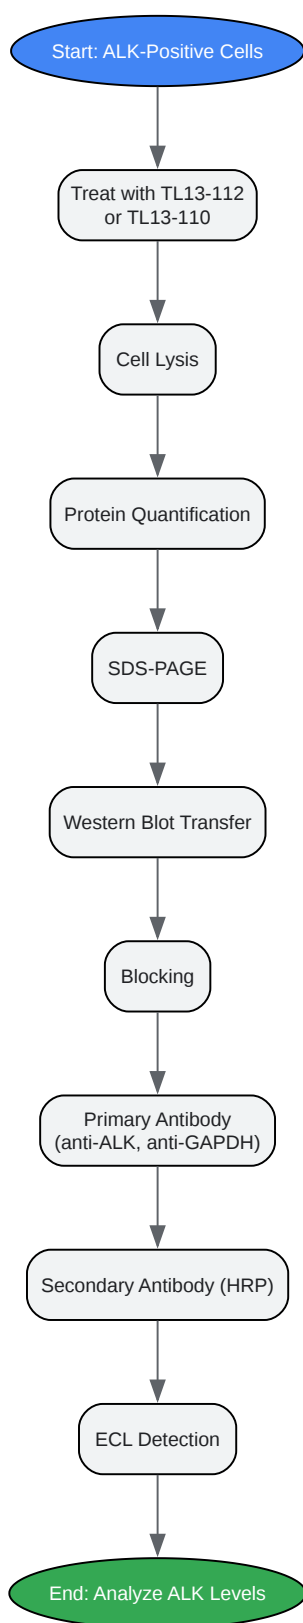 Start: ALK-Positive Cells
Treat with TL13-112
or TL13-110
Cell Lysis
Protein Quantification
SDS-PAGE
Western Blot Transfer
Blocking
Primary Antibody
(anti-ALK, anti-GAPDH)
Secondary Antibody (HRP)
ECL Detection
End: Analyze ALK Levels